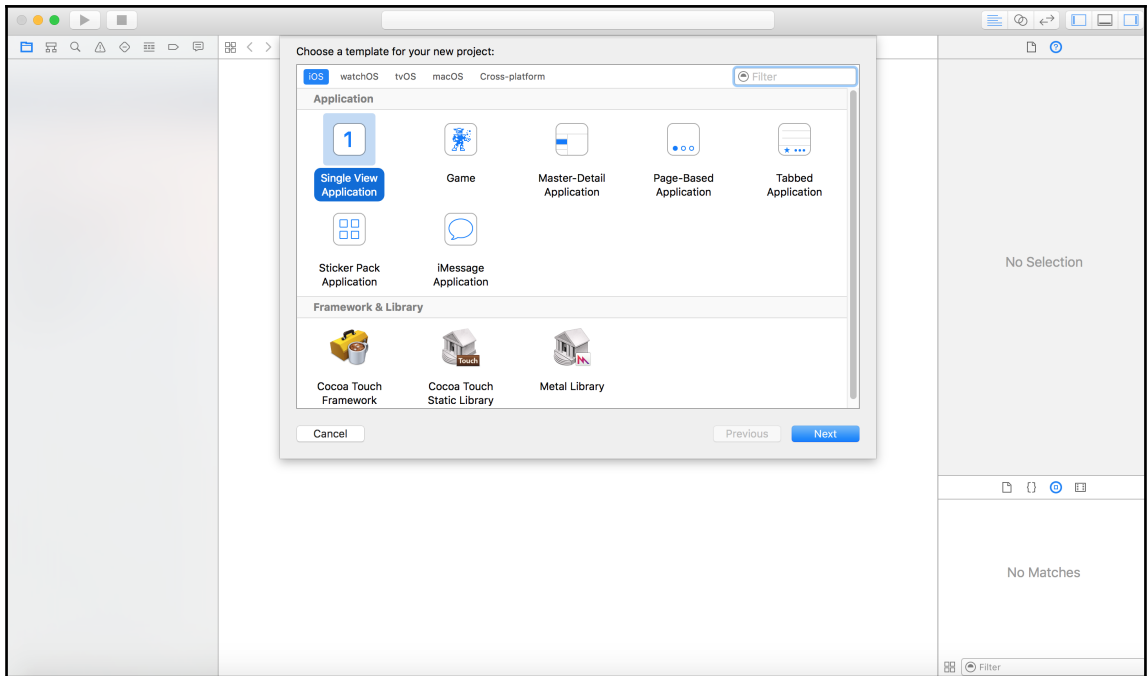 Choose a template for your new project:
iOS watchOS tvOS macOS Cross-platform Filter
Application
1
Single View
Application
Game
Master-Detail
Application
Page-Based
Application
Tabbed
Application
Sticker Pack
Application
iMessage
Application
Framework & Library
Cocoa Touch
Framework
Touch
Cocoa Touch
Static Library
Metal Library
Cancel Previous Next
No Selection
{}
No Matches
Filter